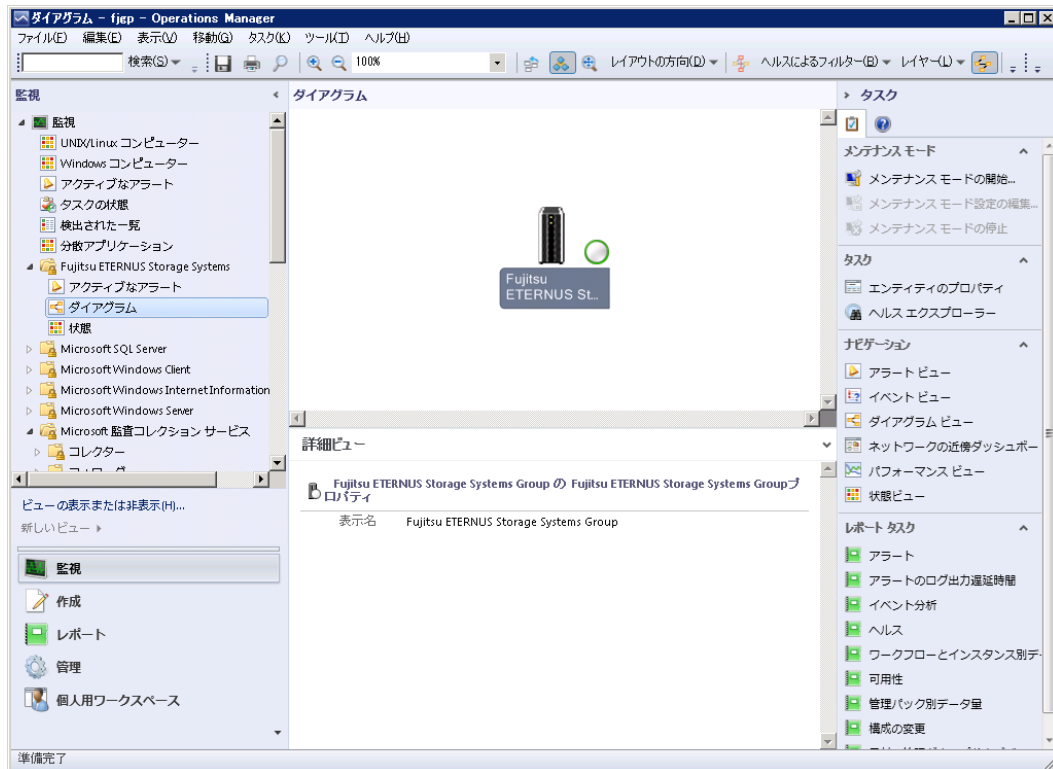 ダイアグラム - fjgp - Operations Manager
ファイル(F) 編集(E) 表示(V) 移動(G) タスク(K) ツール(T) ヘルプ(H)
検索(S) 100% レイアウトの方向(D) ヘルスによるフィルター(B) レイヤー(L)
監視
監視
UNIX/Linux コンピューター
Windows コンピューター
アクティブなアラート
タスクの状態
検出された一覧
分散アプリケーション
Fujitsu ETERNUS Storage Systems
アクティブなアラート
ダイアグラム
状態
Microsoft SQL Server
Microsoft Windows Client
Microsoft Windows Internet Information
Microsoft Windows Server
Microsoft 監査コレクション サービス
コレクター
ビューの表示または非表示(H)...
新しいビュー
監視
作成
レポート
管理
個人用ワークスペース
準備完了
ダイアグラム
Fujitsu
ETERNUS St...
詳細ビュー
Fujitsu ETERNUS Storage Systems Group の Fujitsu ETERNUS Storage Systems Groupプ
ロパティ
表示名 Fujitsu ETERNUS Storage Systems Group
タスク
メンテナンス モード
メンテナンス モードの開始...
メンテナンス モード設定の編集...
メンテナンス モードの停止
タスク
エンティティのプロパティ
ヘルス エクスプローラー
ナビゲーション
アラート ビュー
イベント ビュー
ダイアグラム ビュー
ネットワークの近傍ダッシュボー
パフォーマンス ビュー
状態ビュー
レポート タスク
アラート
アラートのログ出力遅延時間
イベント分析
ヘルス
ワークフローとインスタンス別デ
可用性
管理パック別データ量
構成の変更